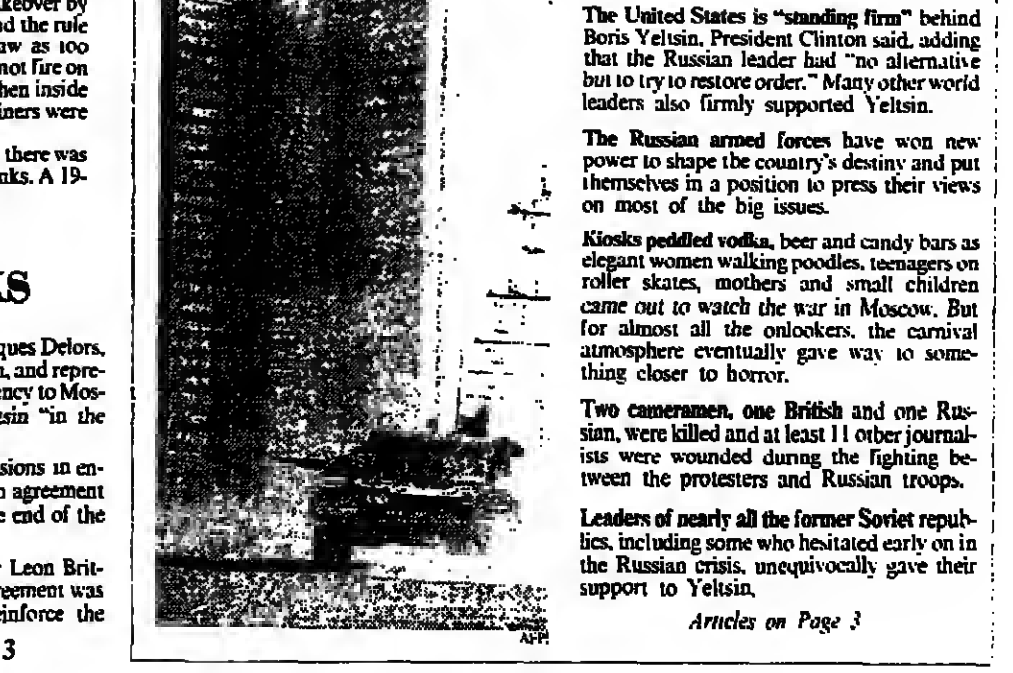 keover by
d the rule
aw as 100
not fire on
hen inside
iners were
there was
nks. A 19-
KS
ques Delors,
n, and repre-
ency to Mos-
tsin "in the
sions in en-
n agreement
e end of the
Leon Brit-
reement was
einforce the
3
AFP
The United States is "standing firm" behind
Boris Yeltsin, President Clinton said, adding
that the Russian leader had "no alternative
but to try to restore order." Many other world
leaders also firmly supported Yeltsin.
The Russian armed forces have won new
power to shape the country's destiny and put
themselves in a position to press their views
on most of the big issues.
Kiosks peddled vodka, beer and candy bars as
elegant women walking poodles, teenagers on
roller skates, mothers and small children
came out to watch the war in Moscow. But
for almost all the onlookers, the carnival
atmosphere eventually gave way to some-
thing closer to horror.
Two cameramen, one British and one Rus-
sian, were killed and at least 11 other journal-
ists were wounded during the fighting be-
tween the protesters and Russian troops.
Leaders of nearly all the former Soviet repub-
lics, including some who hesitated early on in
the Russian crisis, unequivocally gave their
support to Yeltsin.
Articles on Page 3